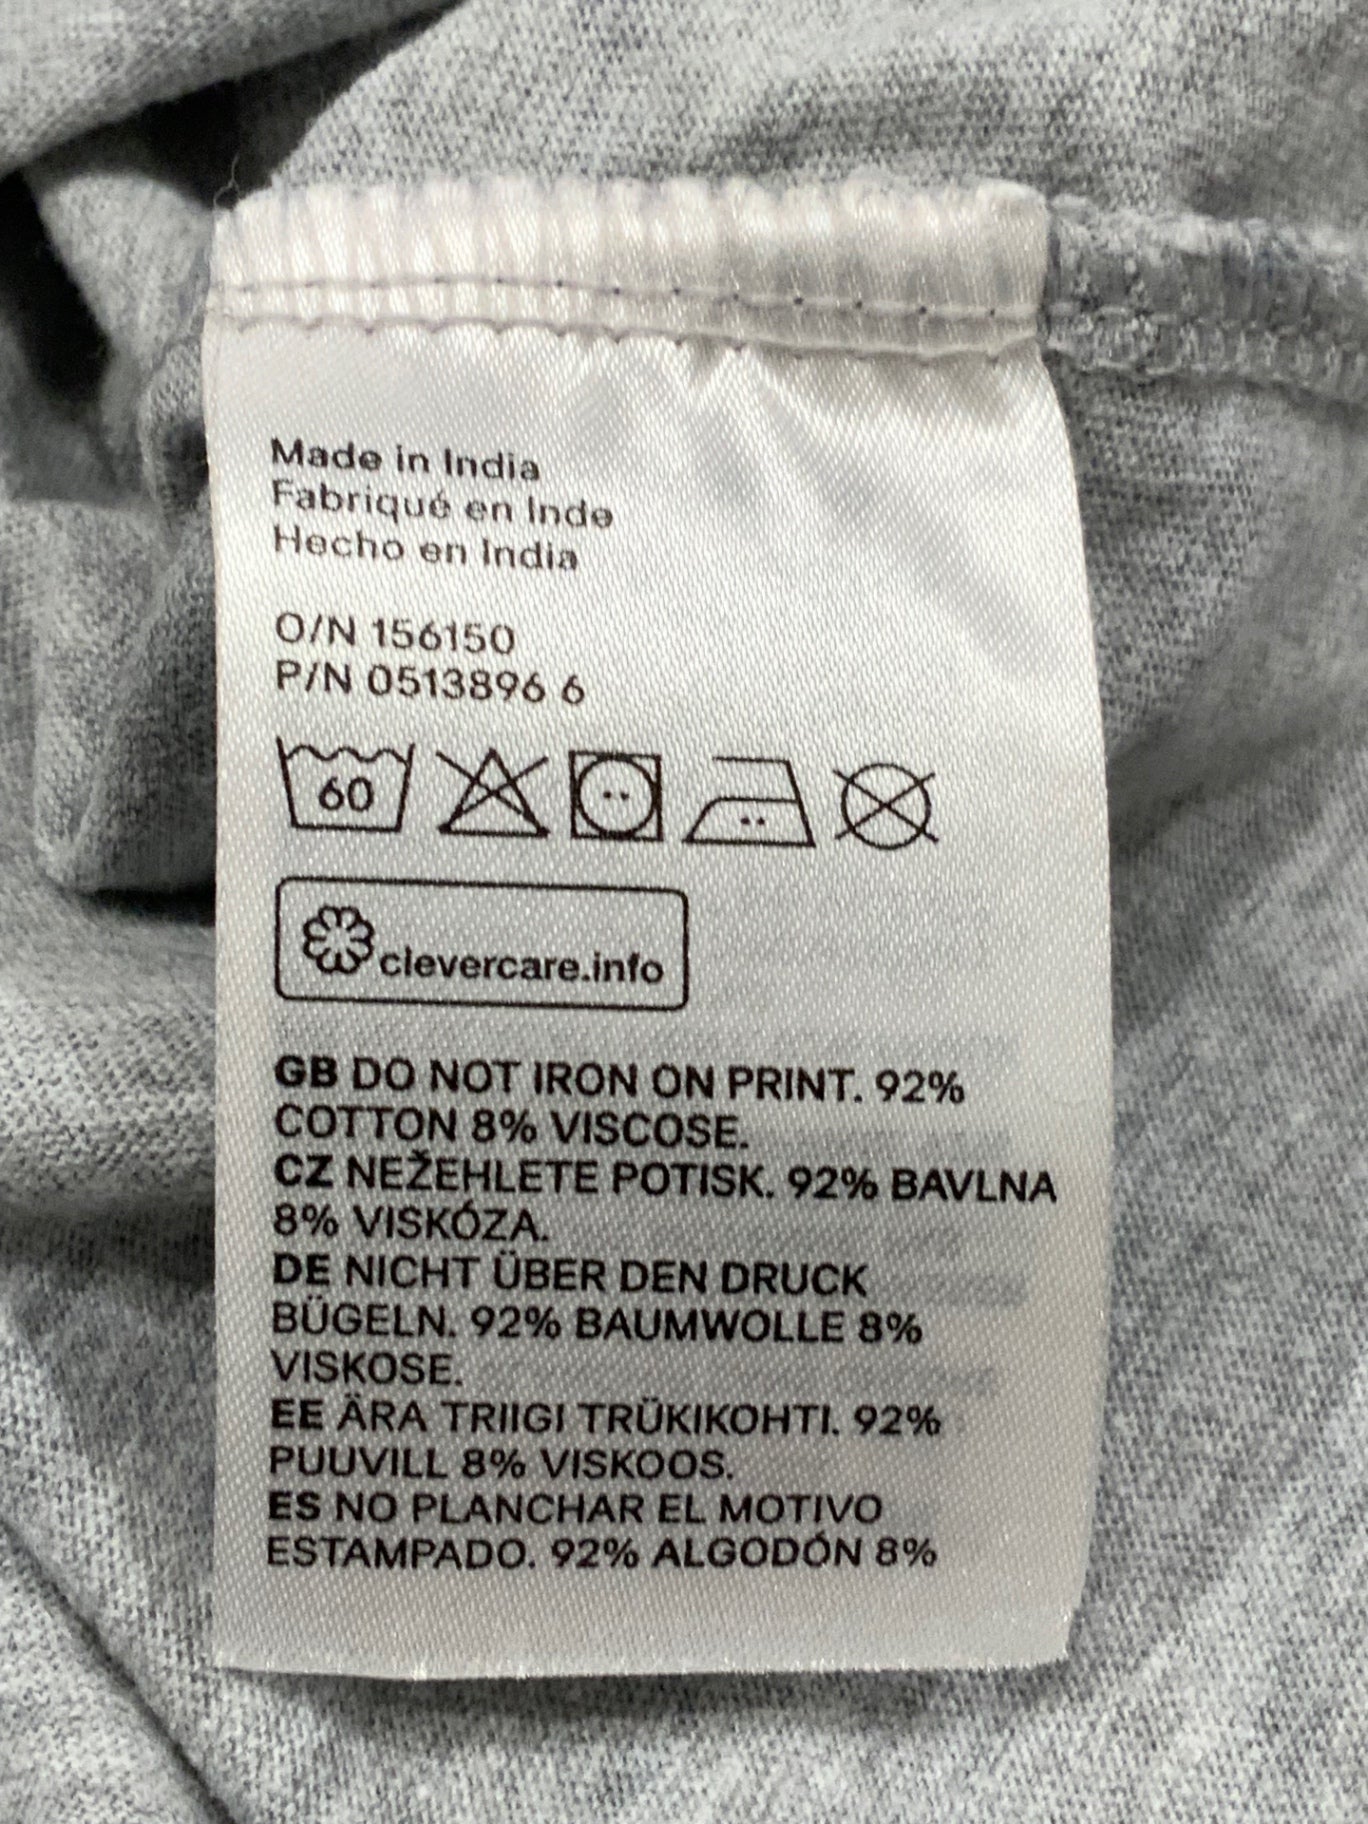 Made in India
Fabriqué en Inde
Hecho en India
O/N 156150
P/N 0513896 6
60
clevercare.info
GB DO NOT IRON ON PRINT. 92%
COTTON 8% VISCOSE.
CZ NEŽEHLETE POTISK. 92% BAVLNA
8% VISKÓZA.
DE NICHT ÜBER DEN DRUCK
BÜGELN. 92% BAUMWOLLE 8%
VISKOSE.
EE ÄRA TRIIGI TRÜKIKOHTI. 92%
PUUVILL 8% VISKOOS.
ES NO PLANCHAR EL MOTIVO
ESTAMPADO. 92% ALGODÓN 8%